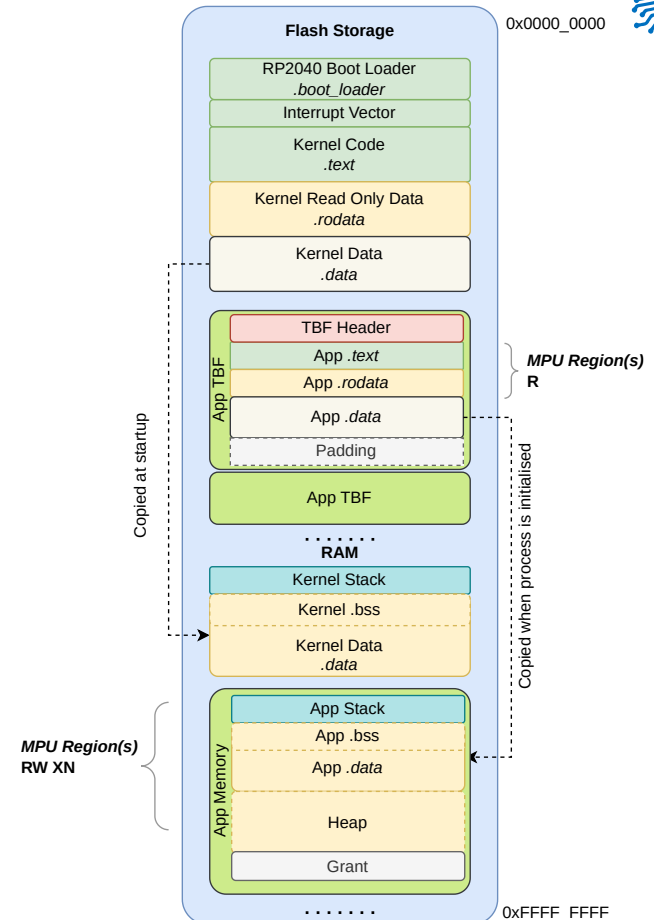 Flash Storage
0x0000_0000
RP2040 Boot Loader
.boot_loader
Interrupt Vector
Kernel Code
.text
Kernel Read Only Data
.rodata
Kernel Data
.data
App TBF
TBF Header
App .text
App .rodata
App .data
Padding
MPU Region(s)
R
Copied at startup
Copied when process is initialised
App TBF
.......
RAM
Kernel Stack
Kernel .bss
Kernel Data
.data
App Memory
App Stack
App .bss
App .data
Heap
Grant
MPU Region(s)
RW XN
.......
0xFFFF_FFFF